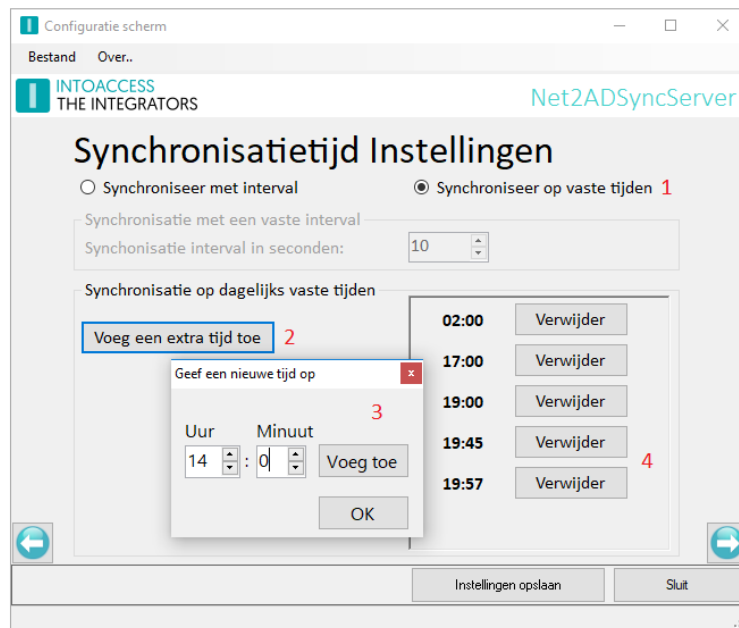 Configuratie scherm
Bestand Over..
INTOACCESS
THE INTEGRATORS
Net2ADSyncServer
Synchronisatietijd Instellingen
Synchroniseer met interval
Synchroniseer op vaste tijden 1
Synchronisatie met een vaste interval
Synchonisatie interval in seconden: 10
Synchronisatie op dagelijks vaste tijden
Voeg een extra tijd toe 2
02:00 Verwijder
17:00 Verwijder
19:00 Verwijder
19:45 Verwijder
19:57 Verwijder
4
Geef een nieuwe tijd op x
3
Uur Minuut
14 : 0 Voeg toe
OK
Instellingen opslaan Sluit